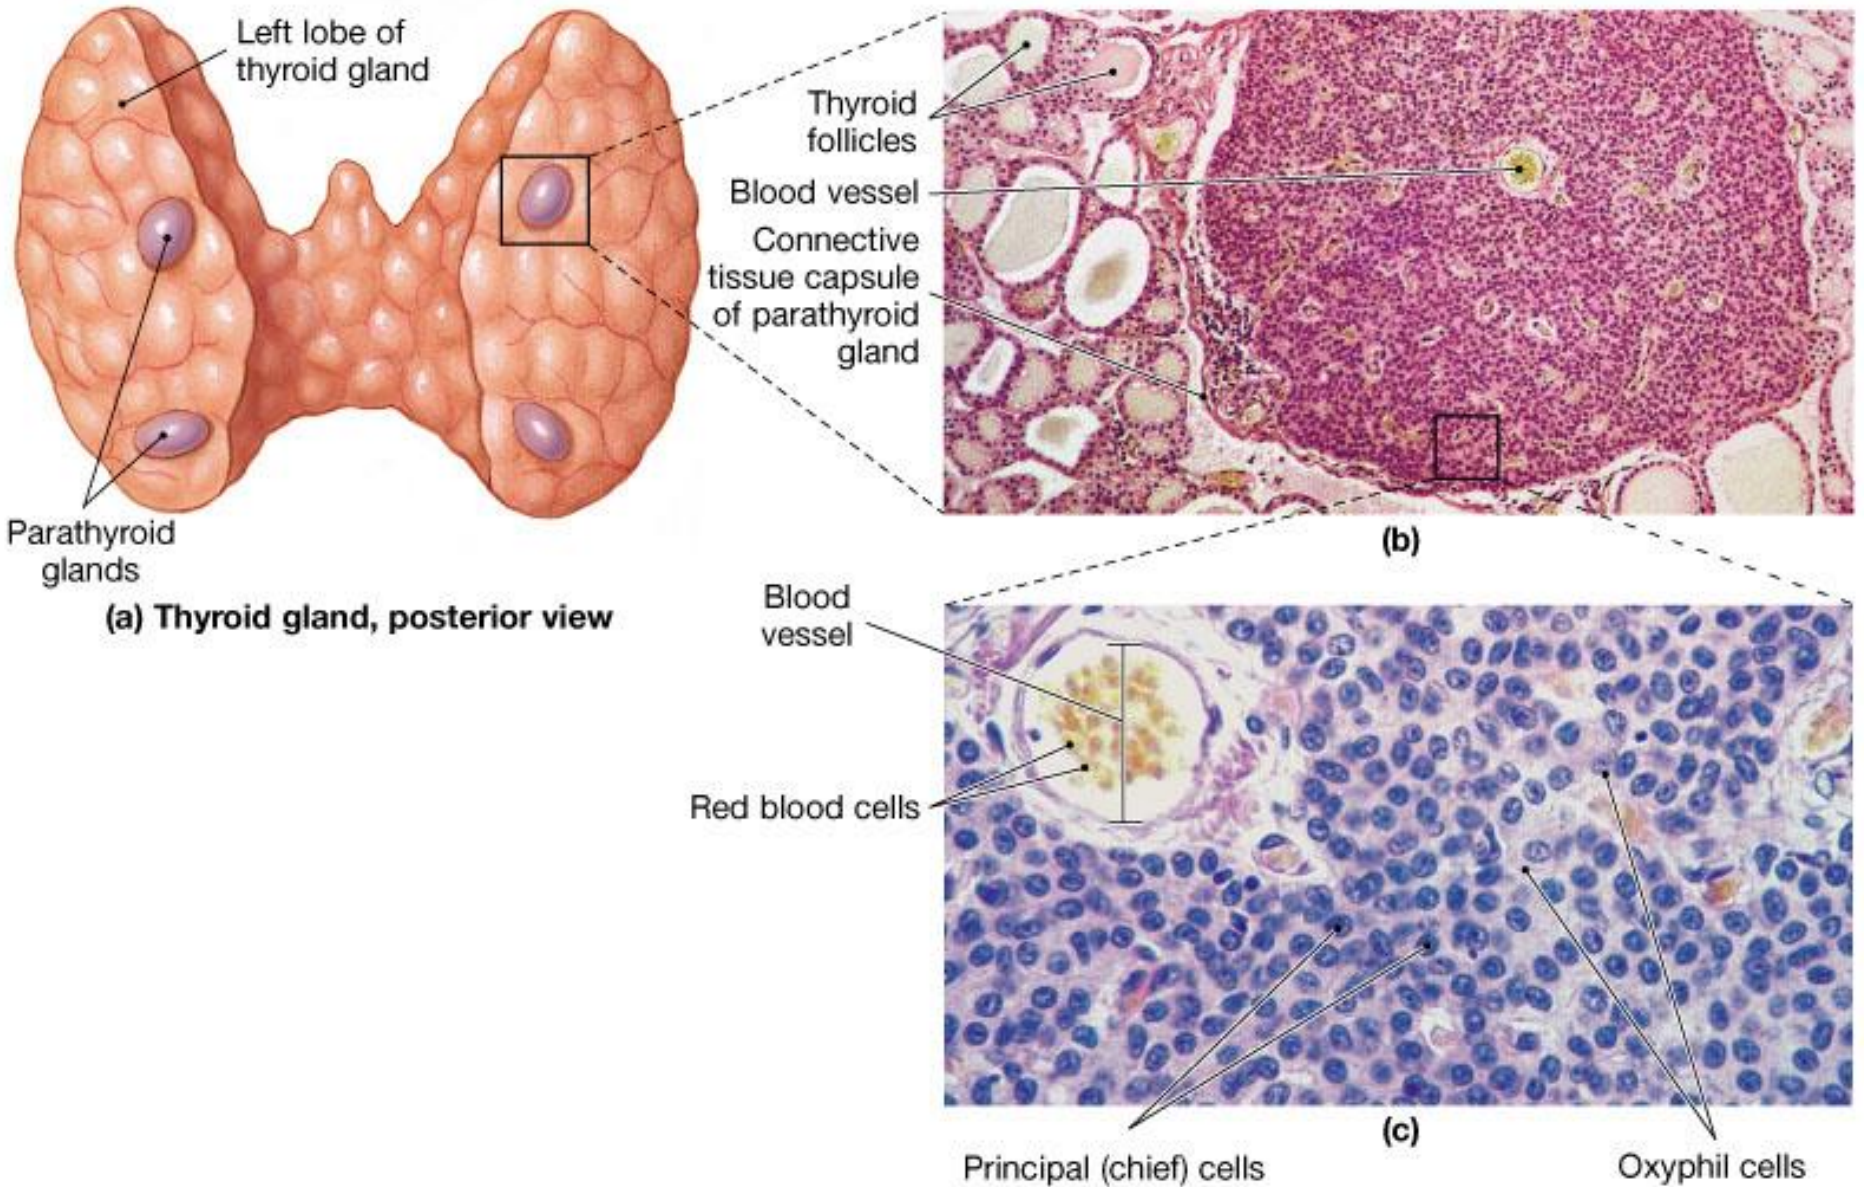 Left lobe of
thyroid gland
Parathyroid
glands
(a) Thyroid gland, posterior view
Thyroid
follicles
Blood vessel
Connective
tissue capsule
of parathyroid
gland
(b)
Blood
vessel
Red blood cells
(c)
Principal (chief) cells
Oxyphil cells